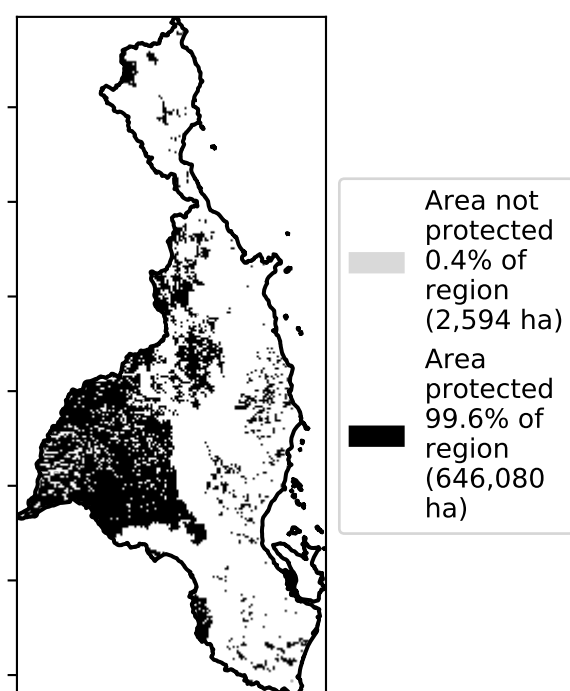 Area not
protected
0.4% of
region
(2,594 ha)
Area
protected
99.6% of
region
(646,080
ha)